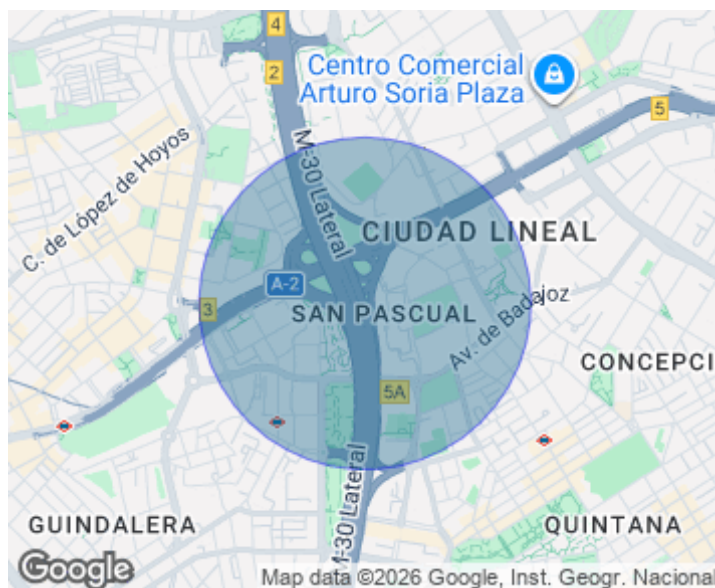 4
2
Centro Comercial
Arturo Soria Plaza
5
C. de López de Hoyos
M-30 Lateral
CIUDAD LINEAL
A-2
3
SAN PASCUAL
Av. de Badajoz
CONCEPCI
5A
M-30 Lateral
GUINDALERA
QUINTANA
Google
Map data ©2026 Google, Inst. Geogr. Nacional